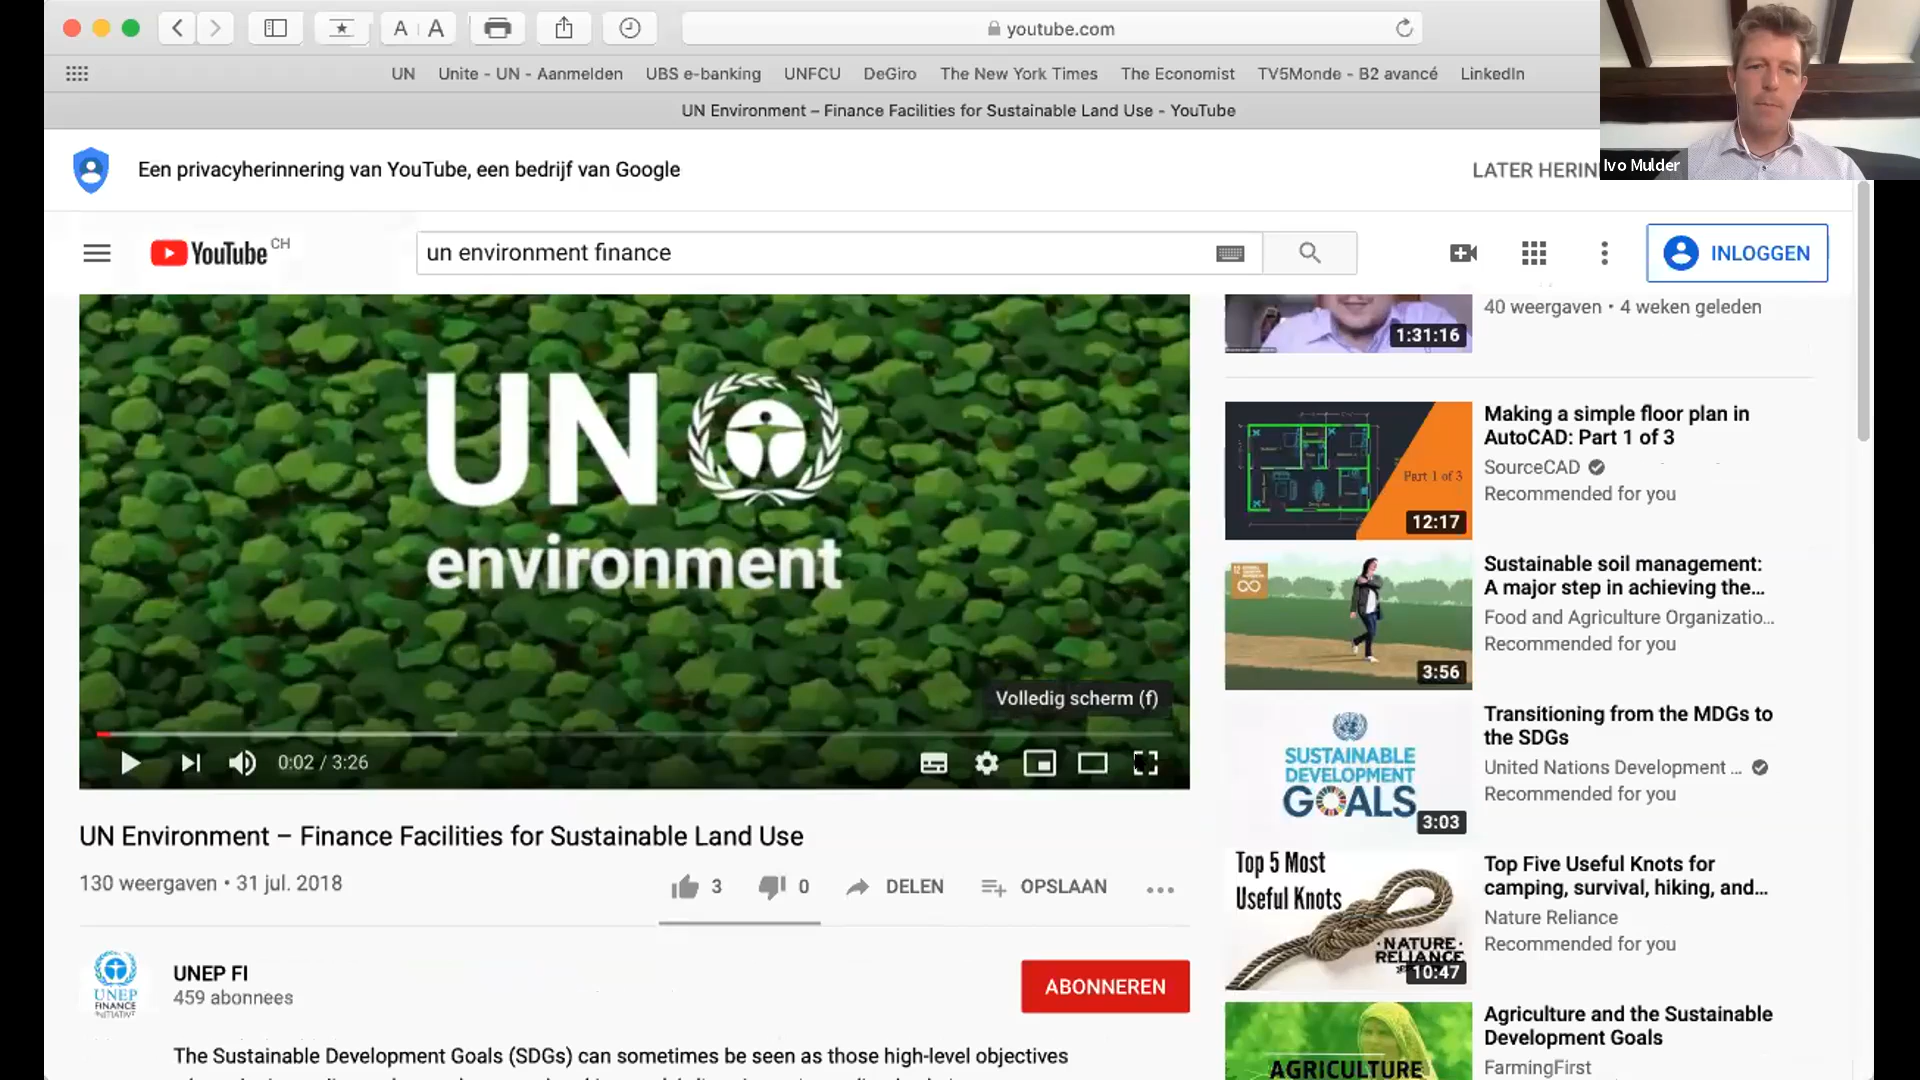 youtube.com
UN Unite - UN - Aanmelden UBS e-banking UNFCU DeGiro The New York Times The Economist TV5Monde - B2 avancé LinkedIn
UN Environment – Finance Facilities for Sustainable Land Use - YouTube
Ivo Mulder
Een privacyherinnering van YouTube, een bedrijf van Google
LATER HERIN
YouTube CH
un environment finance
INLOGGEN
UN
environment
Volledig scherm (f)
0:02 / 3:26
UN Environment – Finance Facilities for Sustainable Land Use
130 weergaven • 31 jul. 2018
3
0
DELEN
OPSLAAN
UNEP
FINANCE
INITIATIVE
UNEP FI
459 abonnees
ABONNEREN
The Sustainable Development Goals (SDGs) can sometimes be seen as those high-level objectives
1:31:16
40 weergaven • 4 weken geleden
Part 1 of 3
12:17
Making a simple floor plan in
AutoCAD: Part 1 of 3
SourceCAD
Recommended for you
3:56
Sustainable soil management:
A major step in achieving the...
Food and Agriculture Organizatio...
Recommended for you
SUSTAINABLE
DEVELOPMENT
GOALS
3:03
Transitioning from the MDGs to
the SDGs
United Nations Development ...
Recommended for you
Top 5 Most
Useful Knots
NATURE
RELIANCE
10:47
Top Five Useful Knots for
camping, survival, hiking, and...
Nature Reliance
Recommended for you
AGRICULTURE
Agriculture and the Sustainable
Development Goals
FarmingFirst